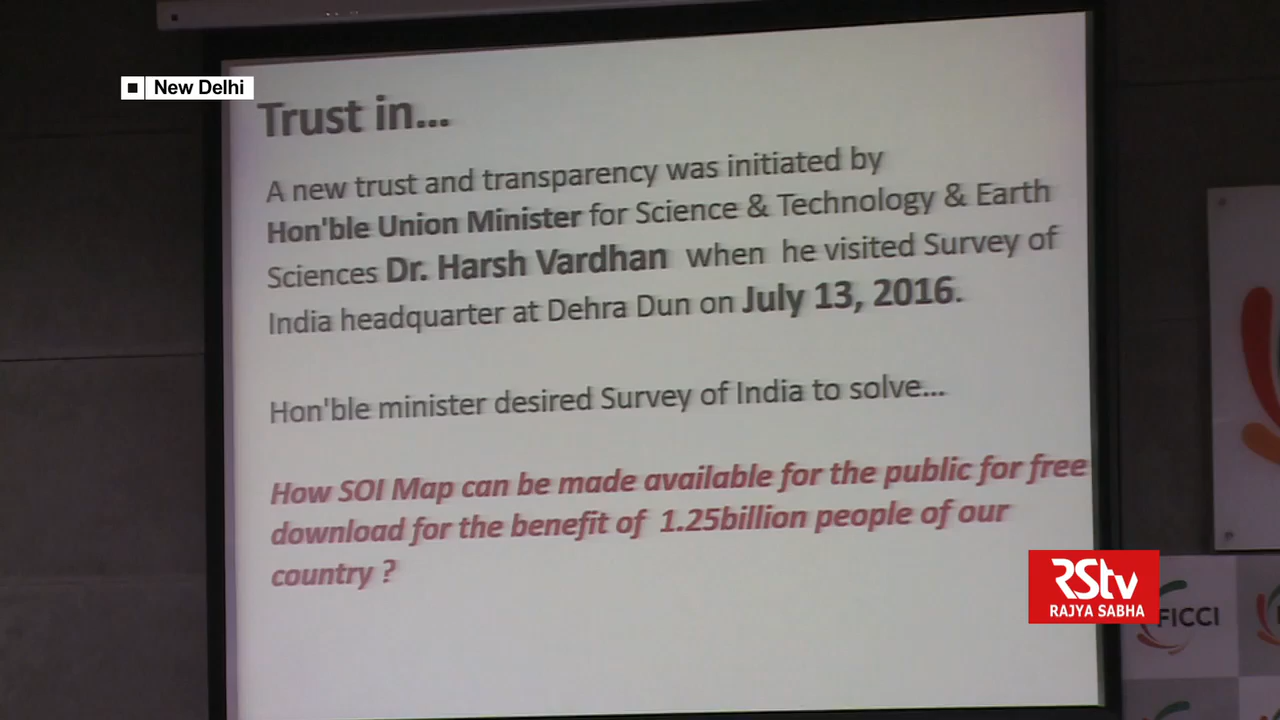 New Delhi
Trust in...
A new trust and transparency was initiated by
Hon'ble Union Minister for Science & Technology & Earth
Sciences Dr. Harsh Vardhan when he visited Survey of
India headquarter at Dehra Dun on July 13, 2016.
Hon'ble minister desired Survey of India to solve...
How SOI Map can be made available for the public for free
download for the benefit of 1.25billion people of our
country ?
RStv
RAJYA SABHA
FICCI